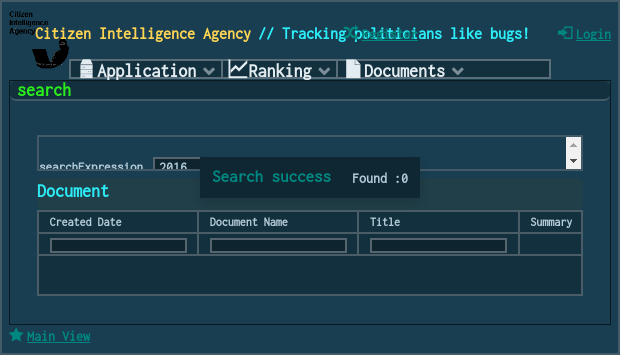 Citizen
Intelligence
Agency
Citizen Intelligence Agency // Tracking politicians like bugs!
Login
Application
Ranking
Documents
search
searchExpression 2016
Search success Found :0
Document
Created Date Document Name Title Summary
Main View